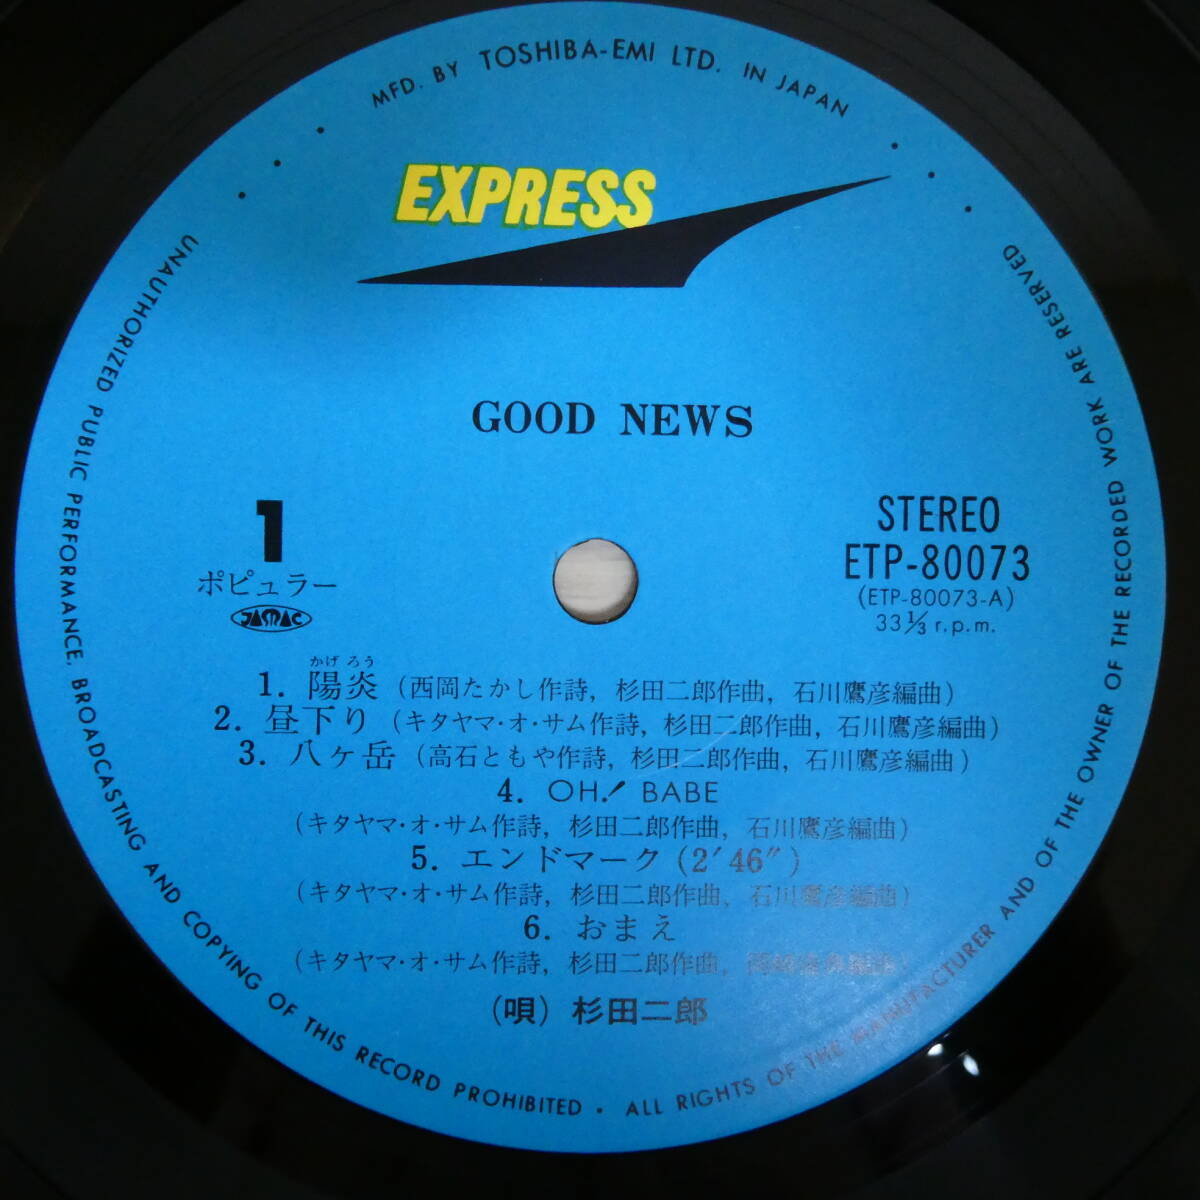 MFD. BY TOSHIBA-EMI LTD. IN JAPAN
EXPRESS
GOOD NEWS
1
ポピュラー
JASRAC
STEREO
ETP-80073
(ETP-80073-A)
33 1/3 r.p.m.
かげろう
1. 陽炎 (西岡たかし作詩, 杉田二郎作曲, 石川鷹彦編曲)
2. 昼下り (キタヤマ・オ・サム作詩, 杉田二郎作曲, 石川鷹彦編曲)
3. 八ヶ岳 (高石ともや作詩, 杉田二郎作曲, 石川鷹彦編曲)
4. OH! BABE
(キタヤマ・オ・サム作詩, 杉田二郎作曲, 石川鷹彦編曲)
5. エンドマーク (2′46″)
(キタヤマ・オ・サム作詩, 杉田二郎作曲, 石川鷹彦編曲)
6. おまえ
(キタヤマ・オ・サム作詩, 杉田二郎作曲,
(唄) 杉田二郎
UNAUTHORIZED PUBLIC PERFORMANCE, BROADCASTING AND COPYING OF THIS RECORD PROHIBITED • ALL RIGHTS OF THE MANUFACTURER AND OF THE OWNER OF THE RECORDED WORK ARE RESERVED